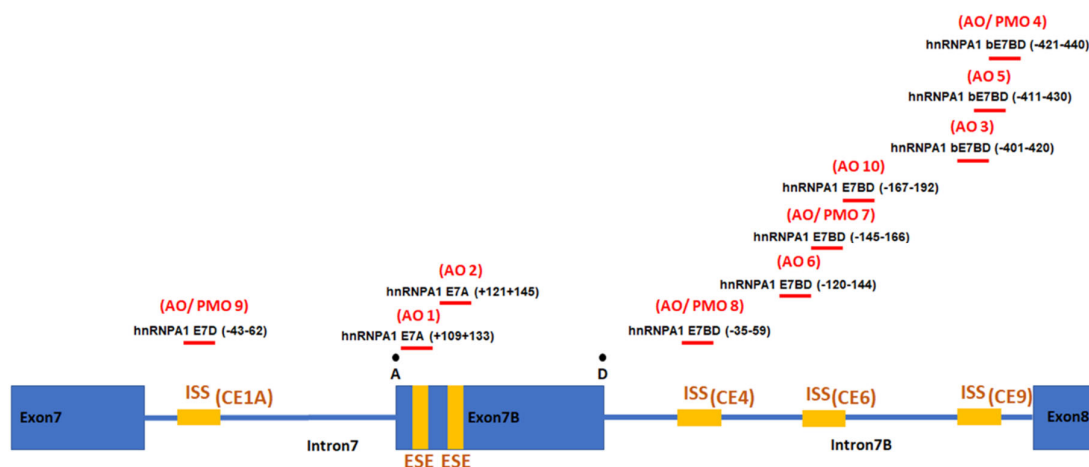 (AO/ PMO 4)
hnRNPA1 bE7BD (-421-440)
(AO 5)
hnRNPA1 bE7BD (-411-430)
(AO 3)
hnRNPA1 bE7BD (-401-420)
(AO 10)
hnRNPA1 E7BD (-167-192)
(AO/ PMO 7)
hnRNPA1 E7BD (-145-166)
(AO 6)
hnRNPA1 E7BD (-120-144)
(AO 2)
hnRNPA1 E7A (+121+145)
(AO/ PMO 9)
hnRNPA1 E7D (-43-62)
(AO 1)
hnRNPA1 E7A (+109+133)
(AO/ PMO 8)
hnRNPA1 E7BD (-35-59)
A
D
Exon7
ISS (CE1A)
Intron7
Exon7B
ESE
ESE
ISS (CE4)
ISS (CE6)
ISS (CE9)
Intron7B
Exon8